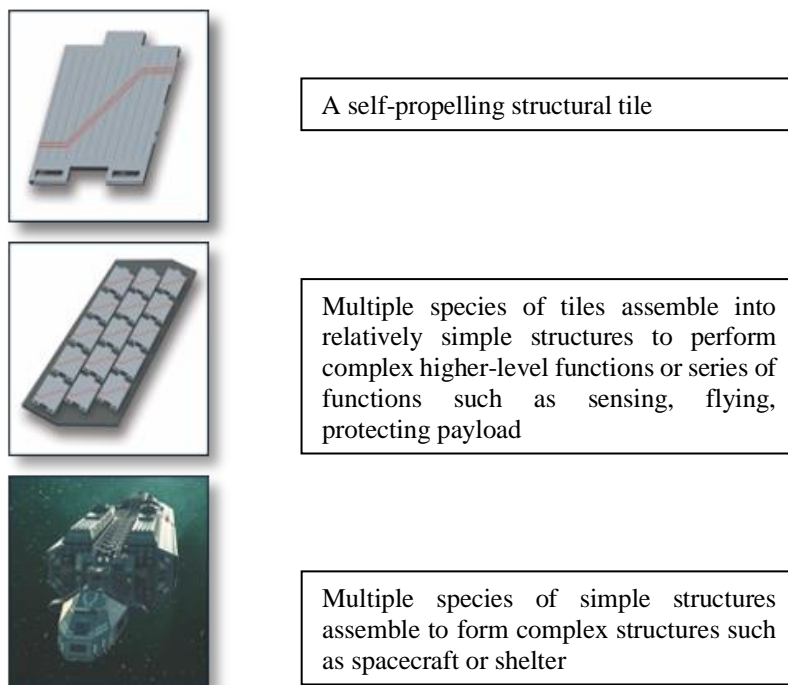 A self-propelling structural tile
Multiple species of tiles assemble into
relatively simple structures to perform
complex higher-level functions or series of
functions such as sensing, flying,
protecting payload
Multiple species of simple structures
assemble to form complex structures such
as spacecraft or shelter